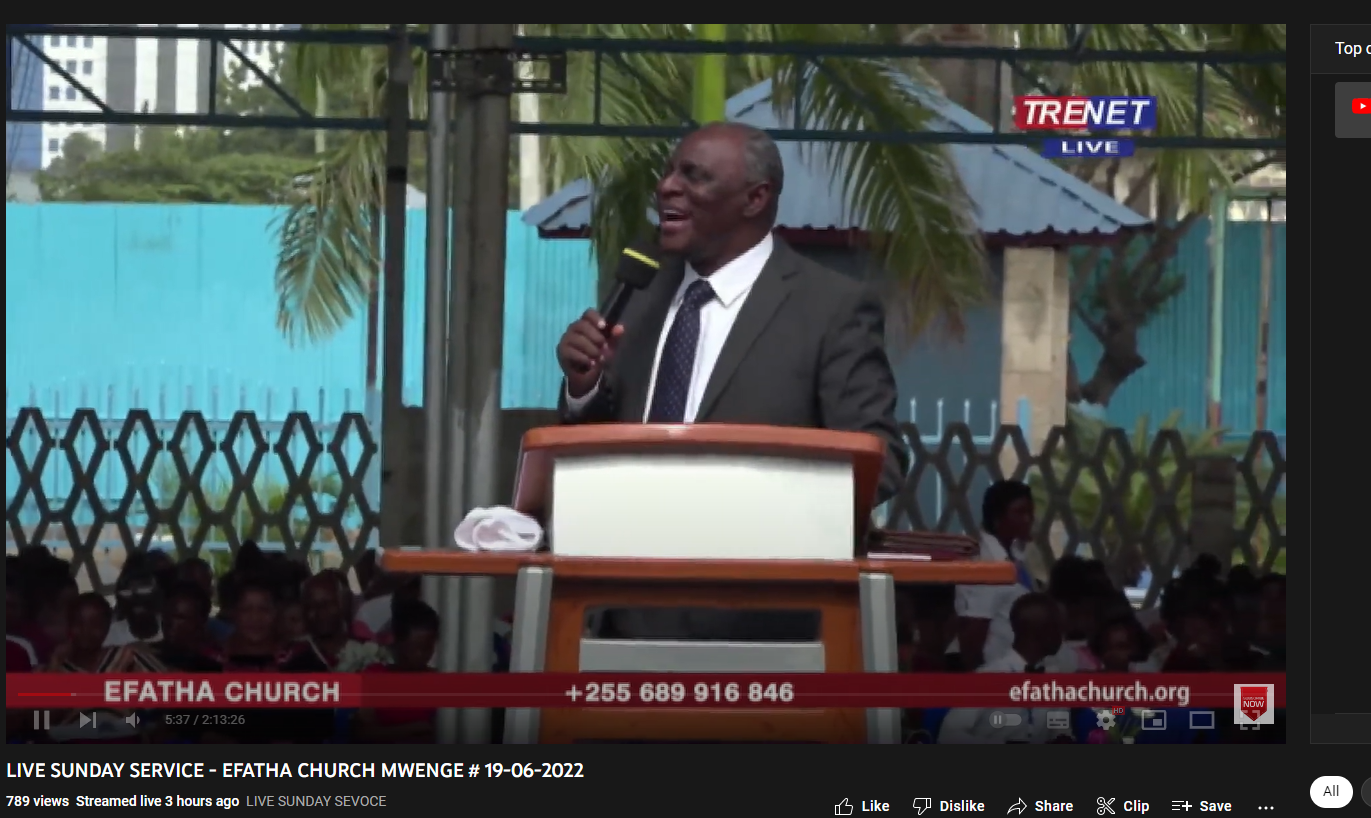 Top
TRENET
LIVE
EFATHA CHURCH
+255 689 916 846
efathachurch.org
NOW
5:37 / 2:13:26
HD
LIVE SUNDAY SERVICE - EFATHA CHURCH MWENGE # 19-06-2022
789 views Streamed live 3 hours ago LIVE SUNDAY SEVOCE
Like Dislike Share Clip Save ...
All